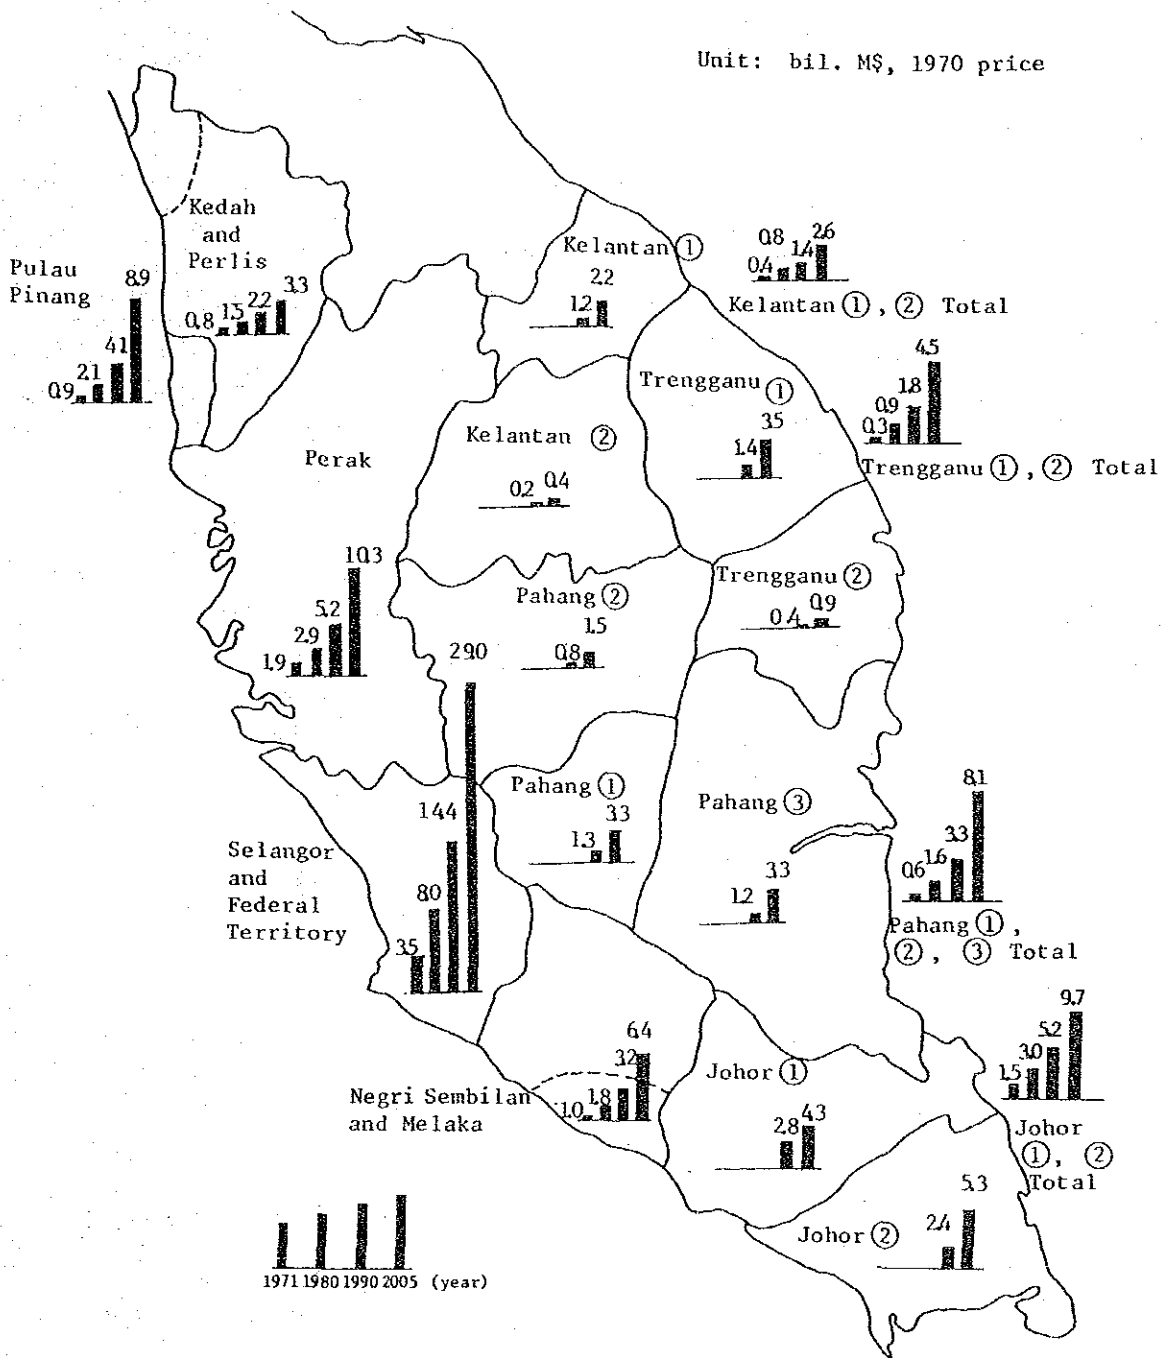 Unit: bil. M$, 1970 price
Kedah
and
Perlis
0.8 1.5 2.2 3.3
Pulau
Pinang
0.9 2.1 4.1 8.9
Kelantan ①
1.2 2.2
0.4 0.8 1.4 2.6
Kelantan ①, ② Total
Trengganu ①
1.4 3.5
0.3 0.9 1.8 4.5
Trengganu ①, ② Total
Kelantan ②
0.2 0.4
Perak
1.9 2.9 5.2 10.3
Trengganu ②
0.4 0.9
Pahang ②
0.8 1.5
Pahang ①
1.3 3.3
Pahang ③
1.2 3.3
0.6 1.6 3.3 8.1
Pahang ①,
②, ③ Total
Selangor
and
Federal
Territory
3.5 8.0 14.4 29.0
Negri Sembilan
and Melaka
1.0 1.8 3.2 6.4
Johor ①
2.8 4.3
1.5 3.0 5.2 9.7
Johor
①, ②
Total
Johor ②
2.4 5.3
1971 1980 1990 2005 (year)